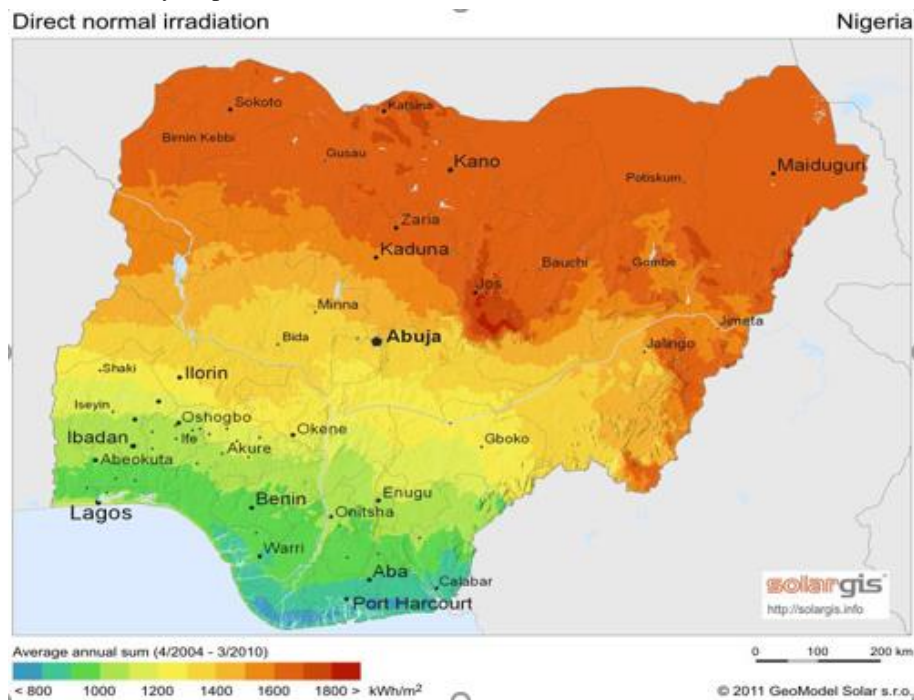 Direct normal irradiation
Nigeria
Sokoto
Katsina
Birnin Kebbi
Gusau
Kano
Potiskum
Maiduguri
Zaria
Kaduna
Bauchi
Gombe
Jos
Minna
Jimeta
Bida
Abuja
Jalingo
Shaki
Ilorin
Iseyin
Oshogbo
Ibadan
Ife
Okene
Gboko
Akure
Abeokuta
Benin
Enugu
Lagos
Onitsha
Warri
Aba
Calabar
Port Harcourt
solargis
http://solargis.info
Average annual sum (4/2004 - 3/2010)
0 100 200 km
< 800 1000 1200 1400 1600 1800 > kWh/m²
© 2011 GeoModel Solar s.r.o.